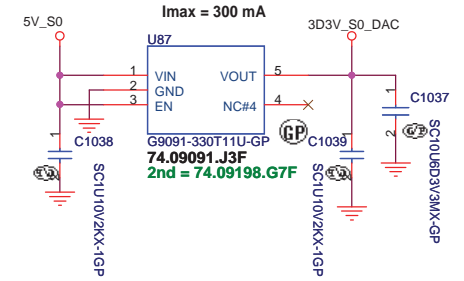 Imax = 300 mA
5V_S0
3D3V_S0_DAC
U87
1
VIN
VOUT
5
2
GND
3
EN
NC#4
4
GP
G9091-330T11U-GP
74.09091.J3F
2nd = 74.09198.G7F
1
C1038
SC1U10V2KX-1GP
1
C1039
SC1U10V2KX-1GP
1
2
C1037
SC10U6D3V3MX-GP